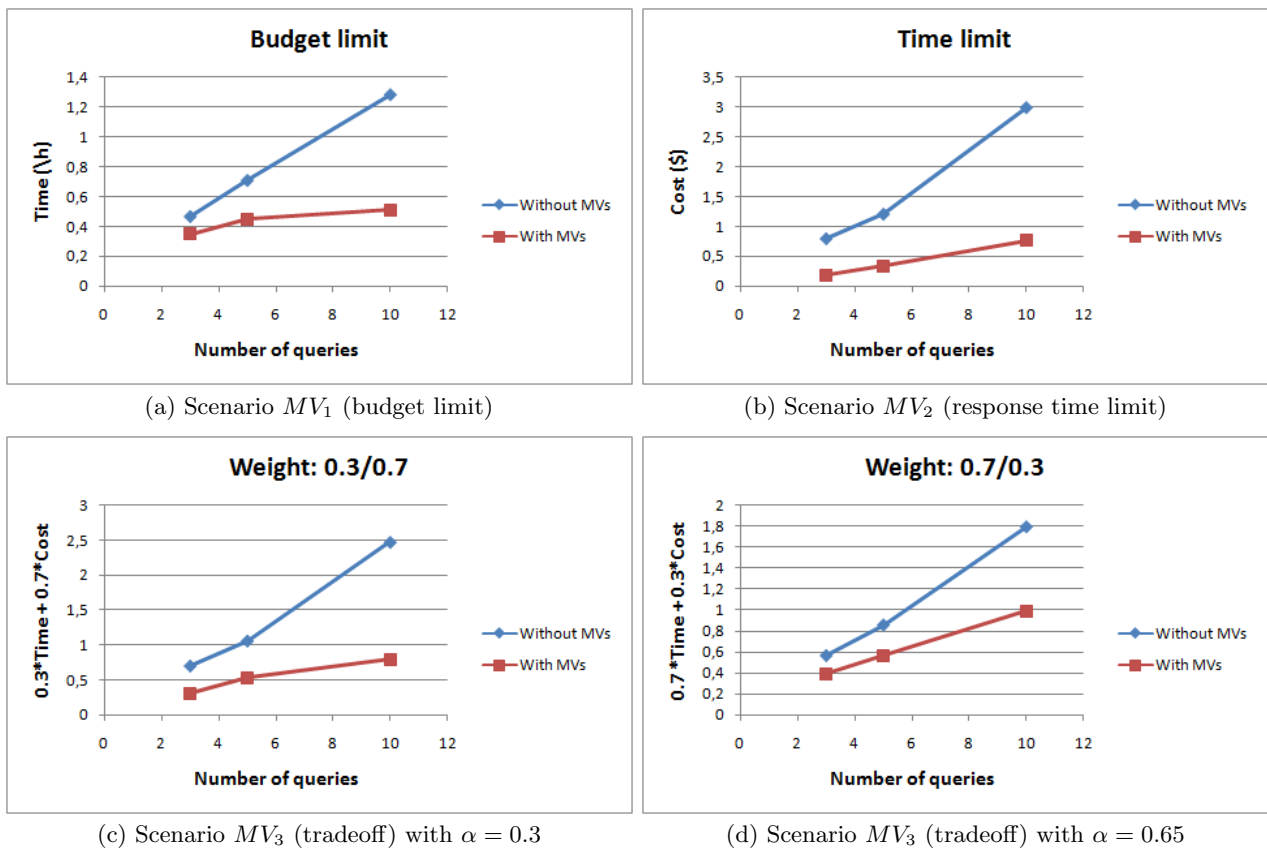 Budget limit
1,4
1,2
1
0,8
0,6
0,4
0,2
0
Time (\h)
0 2 4 6 8 10 12
Number of queries
Without MVs
With MVs
(a) Scenario MV₁ (budget limit)
Time limit
3,5
3
2,5
2
1,5
1
0,5
0
Cost ($)
0 2 4 6 8 10 12
Number of queries
Without MVs
With MVs
(b) Scenario MV₂ (response time limit)
Weight: 0.3/0.7
3
2,5
2
1,5
1
0,5
0
0.3*Time + 0.7*Cost
0 2 4 6 8 10 12
Number of queries
Without MVs
With MVs
(c) Scenario MV₃ (tradeoff) with α = 0.3
Weight: 0.7/0.3
2
1,8
1,6
1,4
1,2
1
0,8
0,6
0,4
0,2
0
0.7*Time + 0.3*Cost
0 2 4 6 8 10 12
Number of queries
Without MVs
With MVs
(d) Scenario MV₃ (tradeoff) with α = 0.65